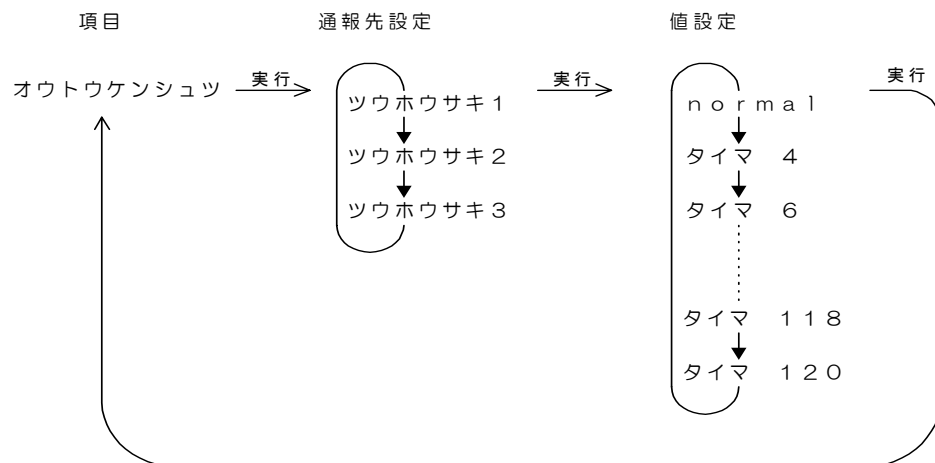 項目 通報先設定 値設定
オウトウケンシュツ 実行 ツウホウサキ1 実行 normal 実行
ツウホウサキ2 タイマ 4
ツウホウサキ3 タイマ 6
タイマ 118
タイマ 120